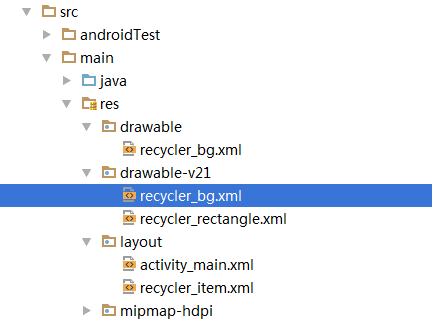 src
androidTest
main
java
res
drawable
recycler_bg.xml
drawable-v21
recycler_bg.xml
recycler_rectangle.xml
layout
activity_main.xml
recycler_item.xml
mipmap-hdpi